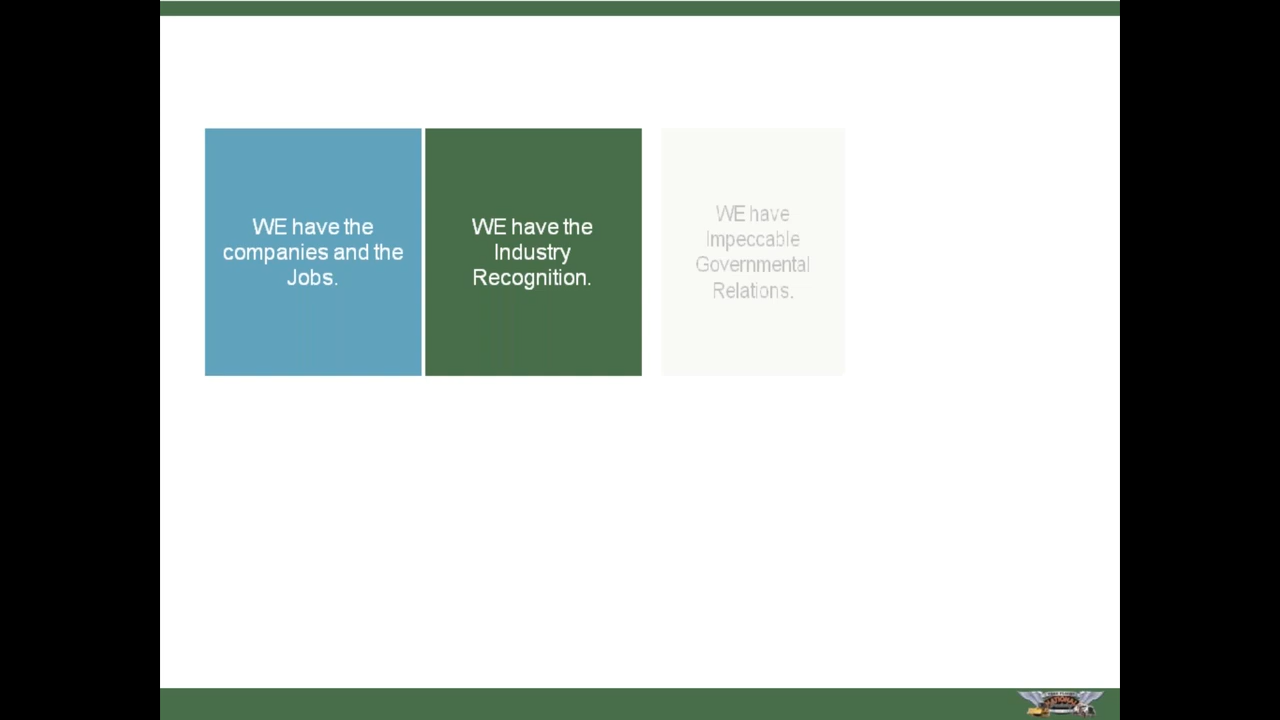 WE have the
companies and the
Jobs.
WE have the
Industry
Recognition.
WE have
Impeccable
Governmental
Relations.